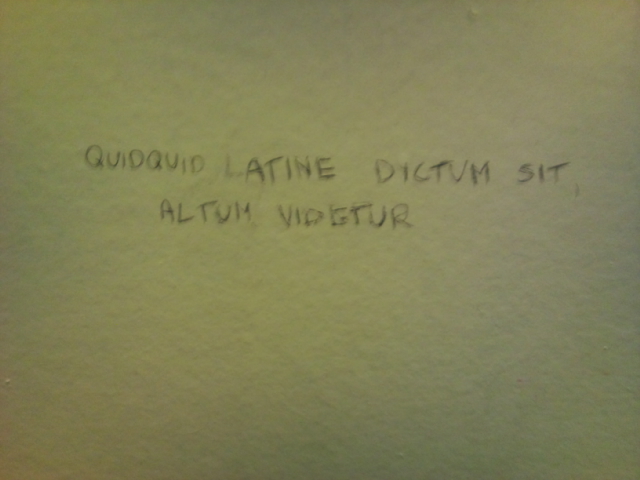 QUIDQUID LATINE DICTUM SIT,
ALTUM VIDETUR